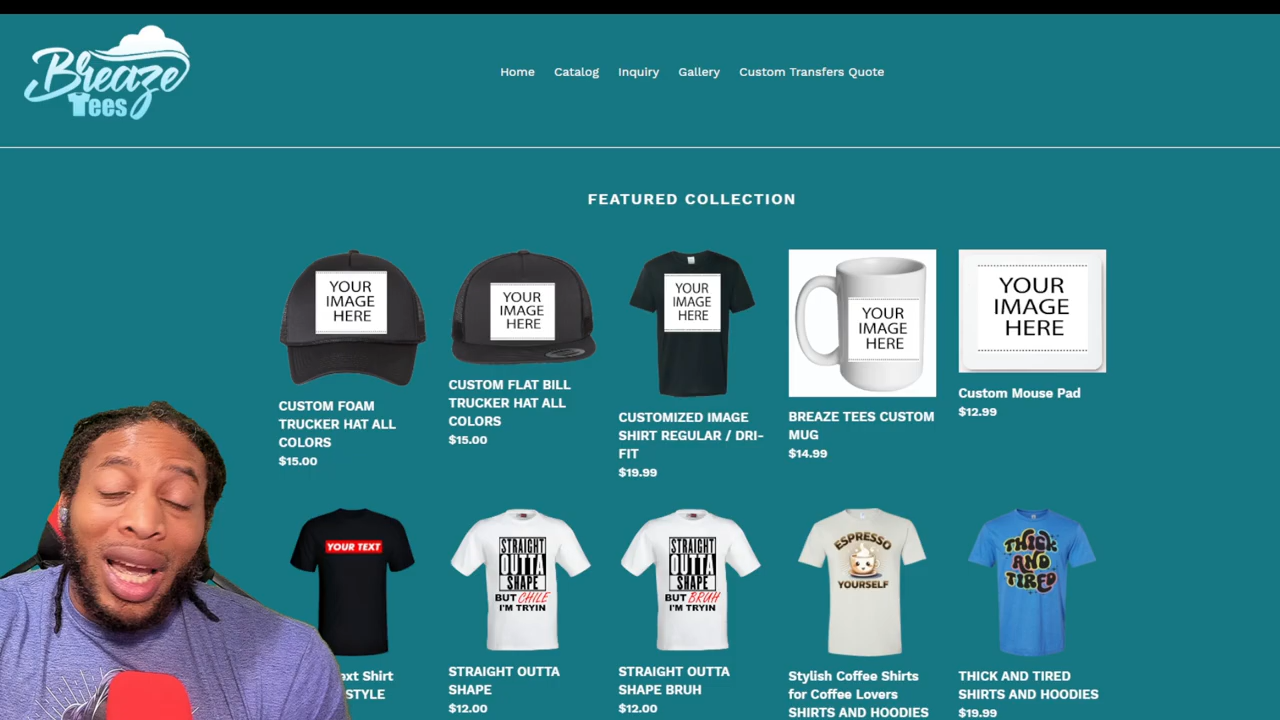 Breaze
Tees
Home
Catalog
Inquiry
Gallery
Custom Transfers Quote
FEATURED COLLECTION
YOUR
IMAGE
HERE
CUSTOM FOAM
TRUCKER HAT ALL
COLORS
$15.00
YOUR
IMAGE
HERE
CUSTOM FLAT BILL
TRUCKER HAT ALL
COLORS
$15.00
YOUR
IMAGE
HERE
CUSTOMIZED IMAGE
SHIRT REGULAR / DRI-
FIT
$19.99
YOUR
IMAGE
HERE
BREAZE TEES CUSTOM
MUG
$14.99
YOUR
IMAGE
HERE
Custom Mouse Pad
$12.99
YOUR TEXT
Shirt
STYLE
STRAIGHT
OUTTA
SHAPE
BUT CHILE
I'M TRYIN
STRAIGHT OUTTA
SHAPE
$12.00
STRAIGHT
OUTTA
SHAPE
BUT BRUH
I'M TRYIN
STRAIGHT OUTTA
SHAPE BRUH
$12.00
ESPRESSO
YOURSELF
Stylish Coffee Shirts
for Coffee Lovers
SHIRTS AND HOODIES
THICK
AND
TIRED
THICK AND TIRED
SHIRTS AND HOODIES
$19.99